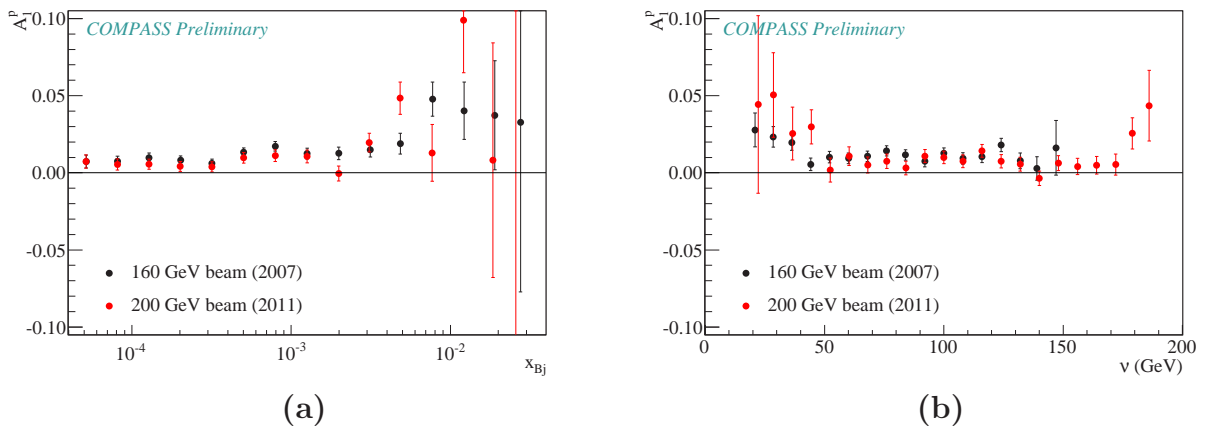 A₁ᵖ
COMPASS Preliminary
0.10
0.05
0.00
-0.05
-0.10
160 GeV beam (2007)
200 GeV beam (2011)
10⁻⁴
10⁻³
10⁻²
x_Bj
(a)
A₁ᵖ
COMPASS Preliminary
0.10
0.05
0.00
-0.05
-0.10
160 GeV beam (2007)
200 GeV beam (2011)
0
50
100
150
200
ν (GeV)
(b)